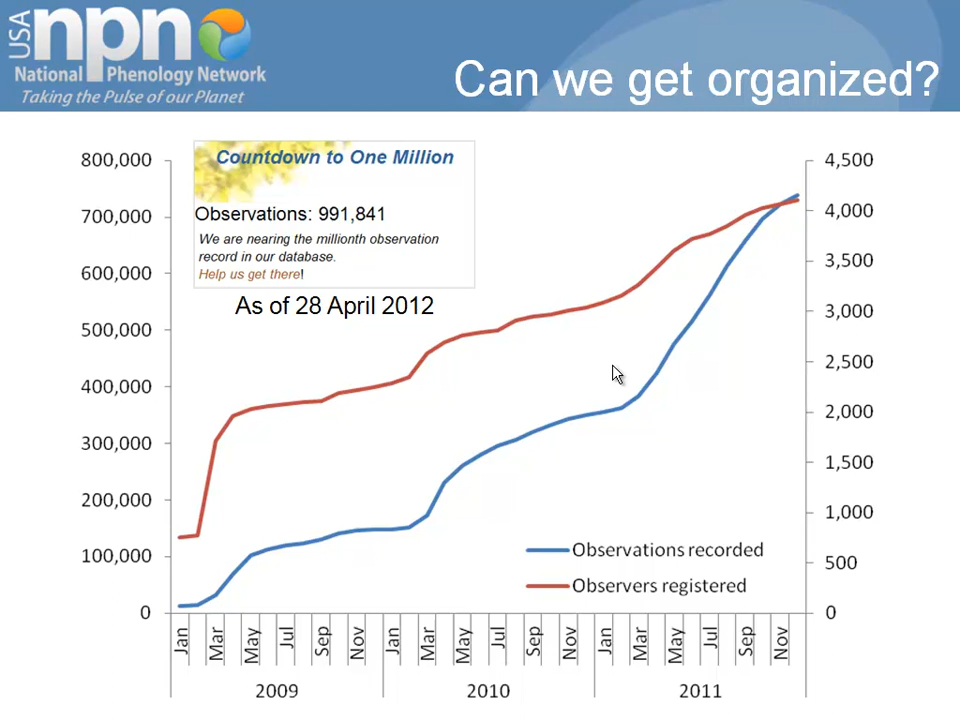 USA npn
National Phenology Network
Taking the Pulse of our Planet
Can we get organized?
Countdown to One Million
Observations: 991,841
We are nearing the millionth observation
record in our database.
Help us get there!
As of 28 April 2012
800,000
700,000
600,000
500,000
400,000
300,000
200,000
100,000
0
4,500
4,000
3,500
3,000
2,500
2,000
1,500
1,000
500
0
Observations recorded
Observers registered
Jan Mar May Jul Sep Nov Jan Mar May Jul Sep Nov Jan Mar May Jul Sep Nov
2009 2010 2011